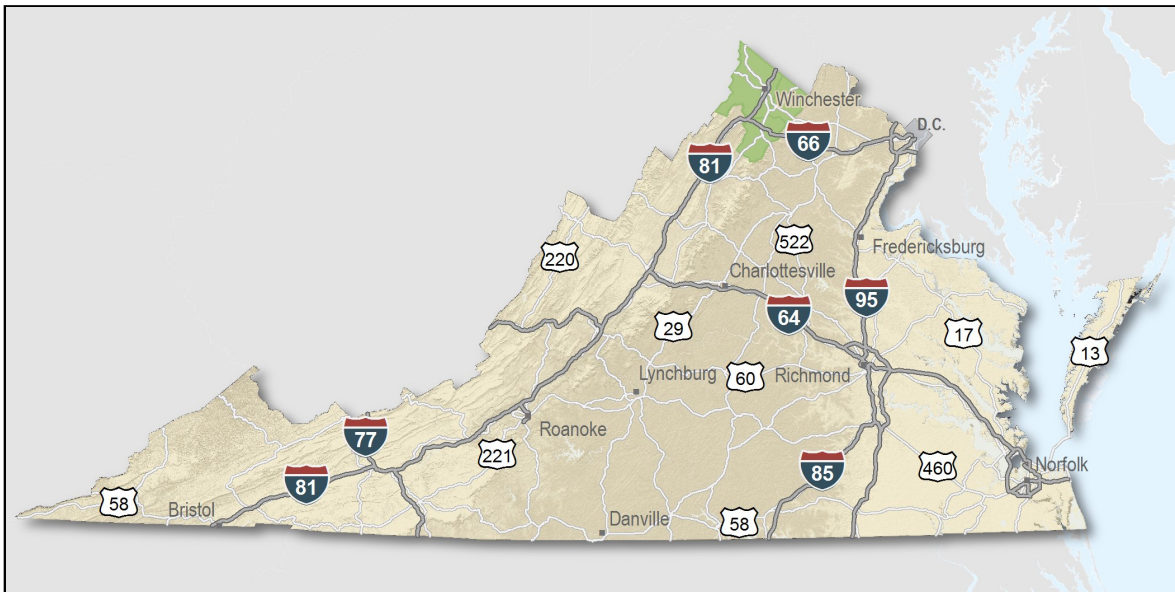 Winchester
D.C.
66
81
522
Fredericksburg
220
Charlottesville
95
64
29
17
13
60
Richmond
Lynchburg
77
Roanoke
221
85
460
Norfolk
81
58
Bristol
Danville
58